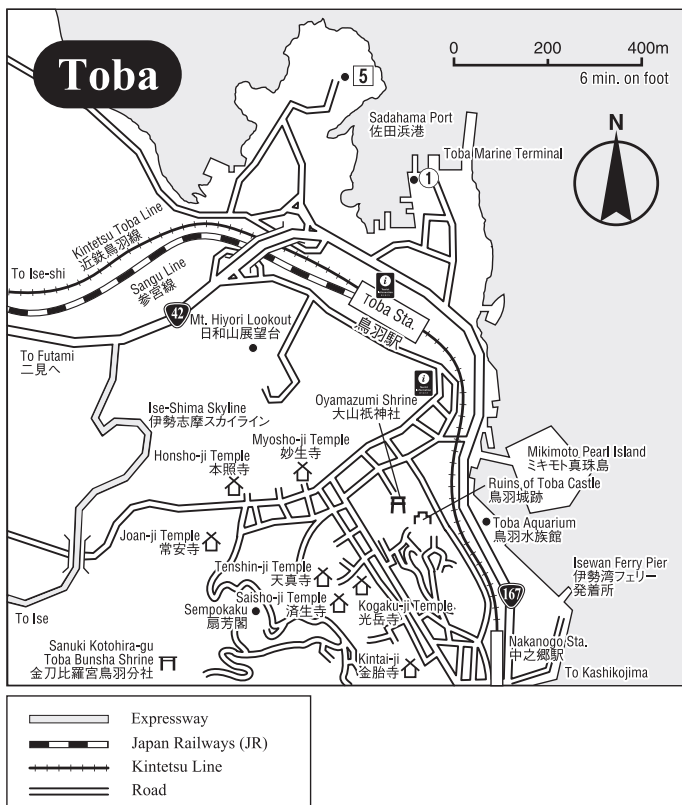 Toba
0 200 400m
6 min. on foot
5
Sadahama Port
佐田浜港
Toba Marine Terminal
1
N
Kintetsu Toba Line
近鉄鳥羽線
To Ise-shi
Sangu Line
参宮線
42
i
Toba Sta.
鳥羽駅
Mt. Hiyori Lookout
日和山展望台
To Futami
二見へ
i
Ise-Shima Skyline
伊勢志摩スカイライン
Oyamazumi Shrine
大山祇神社
Myosho-ji Temple
妙生寺
Honsho-ji Temple
本照寺
Mikimoto Pearl Island
ミキモト真珠島
Ruins of Toba Castle
鳥羽城跡
Toba Aquarium
鳥羽水族館
Joan-ji Temple
常安寺
Tenshin-ji Temple
天真寺
Isewan Ferry Pier
伊勢湾フェリー
発着所
Saisho-ji Temple
済生寺
Sempokaku
扇芳閣
Kogaku-ji Temple
光岳寺
167
To Ise
Nakanogo Sta.
中之郷駅
Sanuki Kotohira-gu
Toba Bunsha Shrine
金刀比羅宮鳥羽分社
Kintai-ji
金胎寺
To Kashikojima
Expressway
Japan Railways (JR)
Kintetsu Line
Road